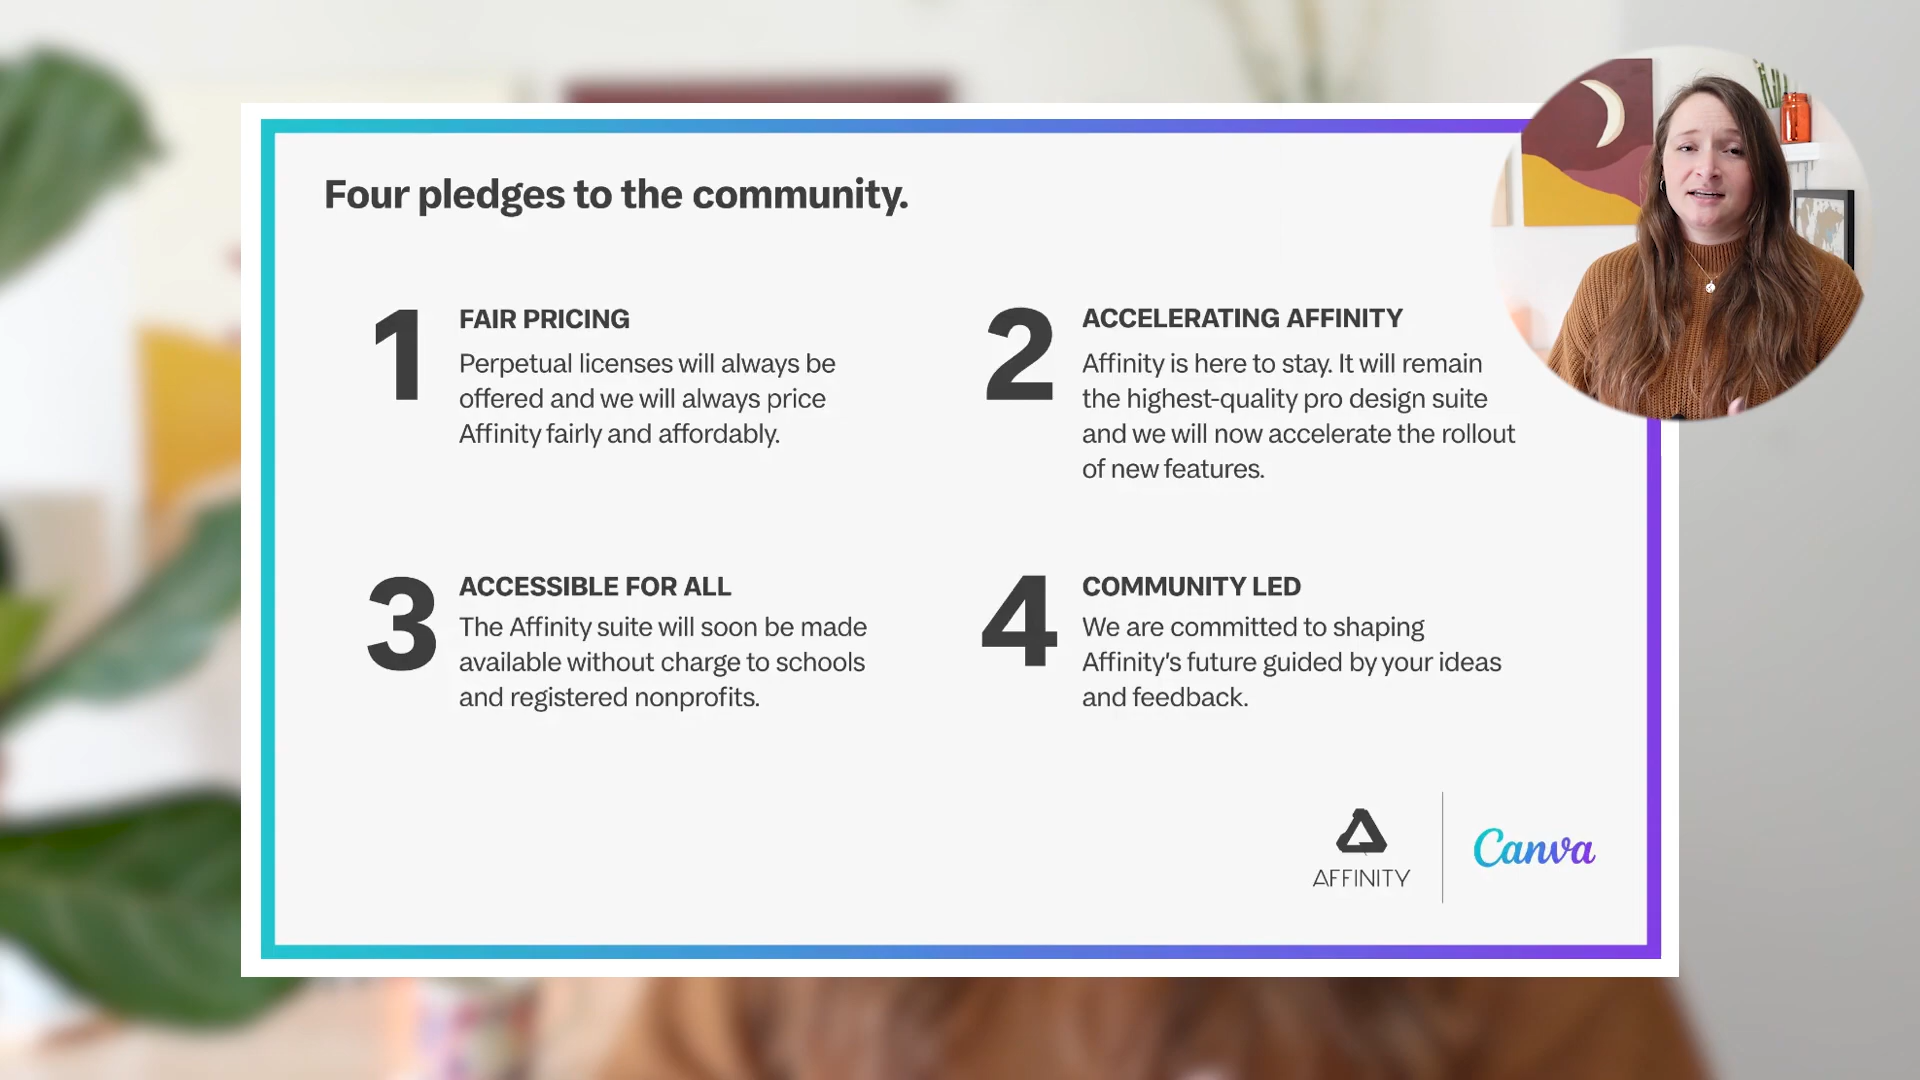 Four pledges to the community.
1
FAIR PRICING
Perpetual licenses will always be
offered and we will always price
Affinity fairly and affordably.
2
ACCELERATING AFFINITY
Affinity is here to stay. It will remain
the highest-quality pro design suite
and we will now accelerate the rollout
of new features.
3
ACCESSIBLE FOR ALL
The Affinity suite will soon be made
available without charge to schools
and registered nonprofits.
4
COMMUNITY LED
We are committed to shaping
Affinity's future guided by your ideas
and feedback.
AFFINITY
Canva